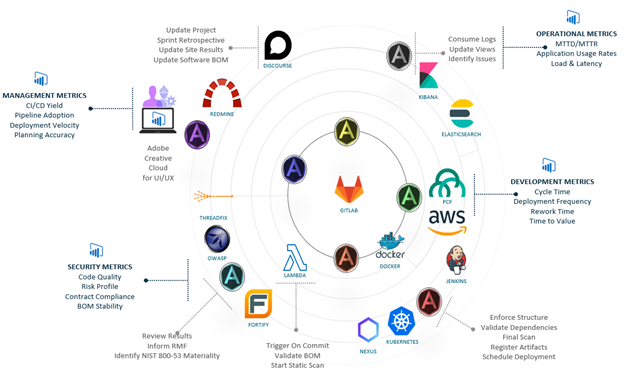 OPERATIONAL METRICS
MTTD/MTTR
Application Usage Rates
Load & Latency
Update Project
Sprint Retrospective
Update Site Results
Update Software BOM
DISCOURSE
Consume Logs
Update Views
Identify Issues
KIBANA
ELASTICSEARCH
MANAGEMENT METRICS
CI/CD Yield
Pipeline Adoption
Deployment Velocity
Planning Accuracy
REDMINE
Adobe
Creative
Cloud
for UI/UX
GITLAB
DEVELOPMENT METRICS
Cycle Time
Deployment Frequency
Rework Time
Time to Value
PCF
aws
THREADFIX
OWASP
LAMBDA
docker
DOCKER
JENKINS
SECURITY METRICS
Code Quality
Risk Profile
Contract Compliance
BOM Stability
F
FORTIFY
NEXUS
KUBERNETES
Review Results
Inform RMF
Identify NIST 800-53 Materiality
Trigger On Commit
Validate BOM
Start Static Scan
Enforce Structure
Validate Dependencies
Final Scan
Register Artifacts
Schedule Deployment